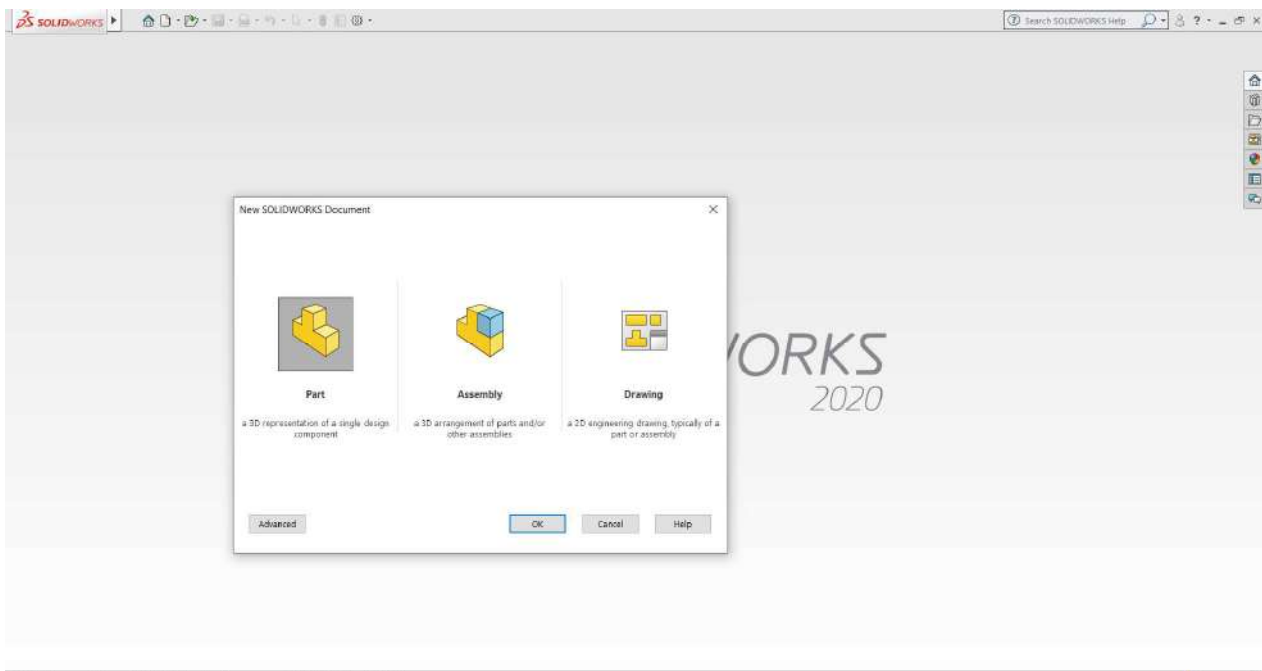 SOLIDWORKS
Search SOLIDWORKS Help
?
New SOLIDWORKS Document
Part
Assembly
Drawing
a 3D representation of a single design
component
a 3D arrangement of parts and/or
other assemblies
a 2D engineering drawing, typically of a
part or assembly
ORKS
2020
Advanced
OK
Cancel
Help